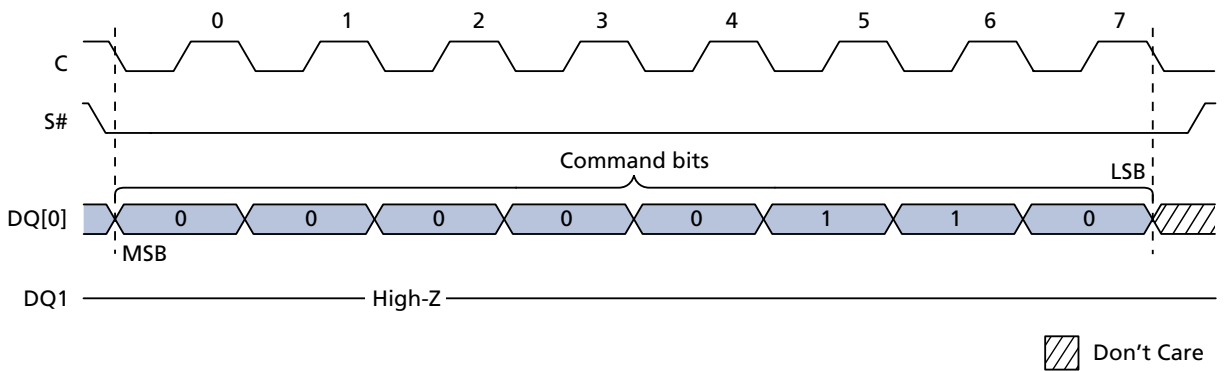 0 1 2 3 4 5 6 7
C
S#
Command bits
LSB
DQ[0] 0 0 0 0 0 1 1 0
MSB
DQ1 High-Z
Don't Care